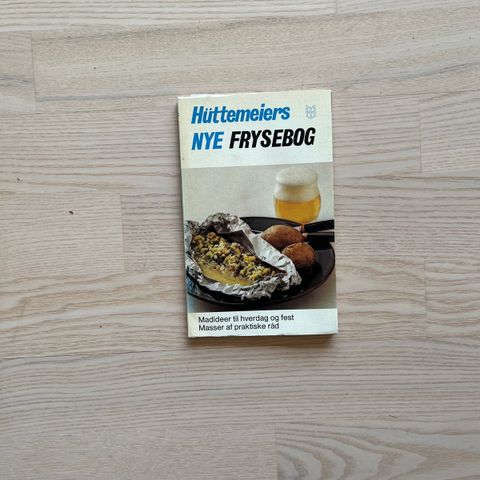 Hüttemeiers
NYE FRYSEBOG
Madideer til hverdag og fest
Masser af praktiske råd